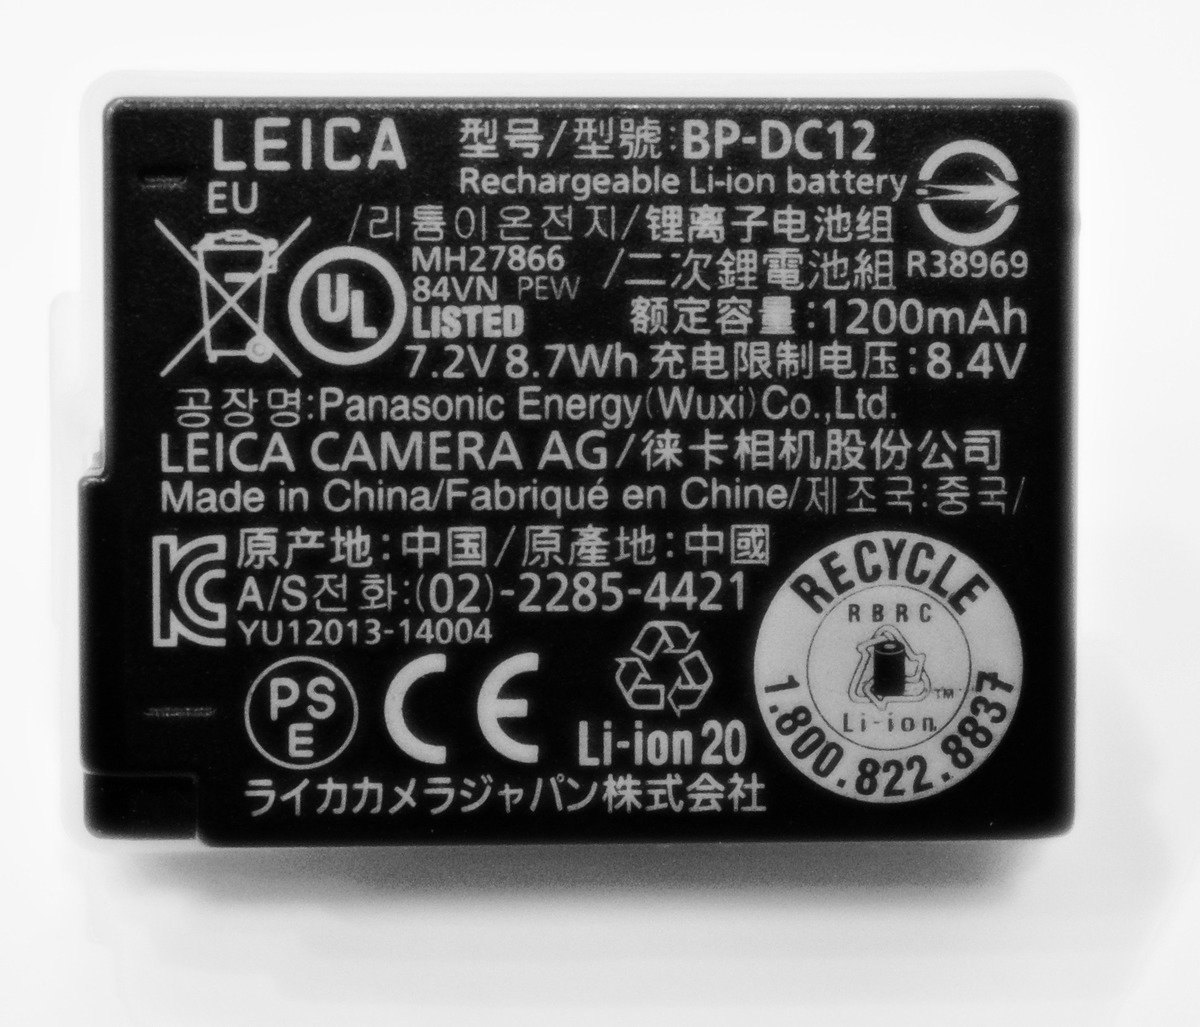 LEICA 型号/型號:BP-DC12
EU Rechargeable Li-ion battery
/리튬이온전지/锂离子电池组
MH27866 /二次鋰電池組 R38969
84VN PEW
UL LISTED 额定容量:1200mAh
7.2V 8.7Wh 充电限制电压:8.4V
공장명:Panasonic Energy(Wuxi)Co.,Ltd.
LEICA CAMERA AG/徕卡相机股份公司
Made in China/Fabriqué en Chine/제조국:중국/
原产地:中国/原產地:中國
A/S전화:(02)-2285-4421
YU12013-14004
KC
PS
E
CE
Li-ion 20
ライカカメラジャパン株式会社
RECYCLE
RBRC
TM
Li-ion
1.800.822.8837